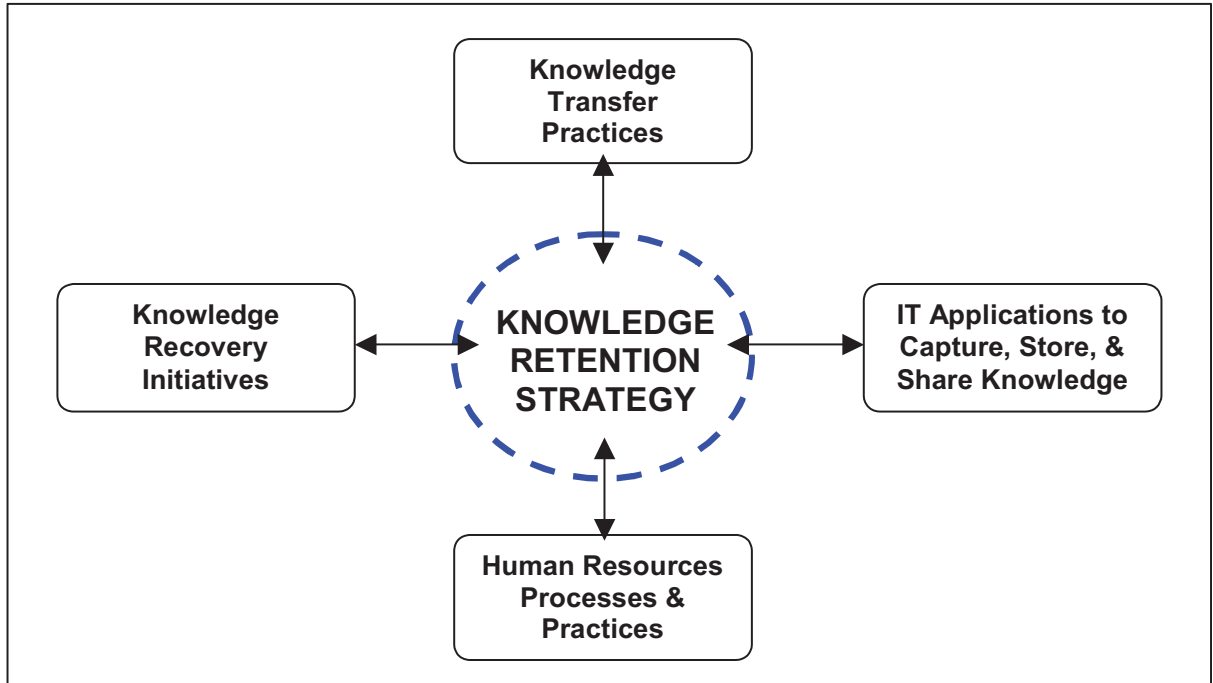 Knowledge
Transfer
Practices
Knowledge
Recovery
Initiatives
KNOWLEDGE
RETENTION
STRATEGY
IT Applications to
Capture, Store, &
Share Knowledge
Human Resources
Processes &
Practices